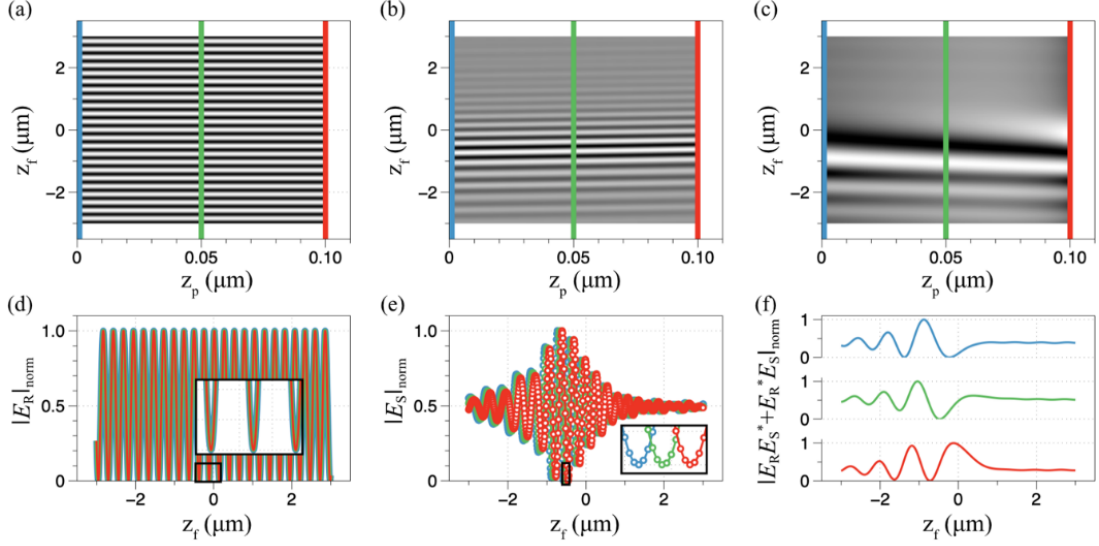 (a)
z_f (μm)
2
0
−2
0
0.05
0.10
z_p (μm)
(b)
z_f (μm)
2
0
−2
0
0.05
0.10
z_p (μm)
(c)
z_f (μm)
2
0
−2
0
0.05
0.10
z_p (μm)
(d)
|E_R|_norm
1.0
0.5
0
−2
0
2
z_f (μm)
(e)
|E_S|_norm
1.0
0.5
0
−2
0
2
z_f (μm)
(f)
|E_R E_S^* + E_R^* E_S|_norm
1
0
1
0
1
0
−2
0
2
z_f (μm)